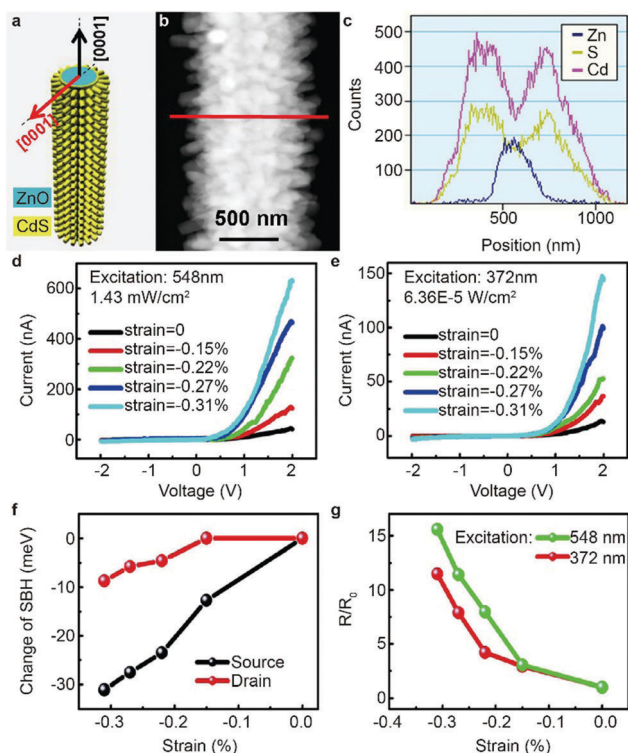 a
[0001]
[0001]
ZnO
CdS
b
500 nm
c
Zn
S
Cd
500
400
300
200
100
Counts
500
1000
Position (nm)
d
Excitation: 548nm
1.43 mW/cm²
strain=0
strain=-0.15%
strain=-0.22%
strain=-0.27%
strain=-0.31%
600
400
200
0
Current (nA)
-2
-1
0
1
2
Voltage (V)
e
Excitation: 372nm
6.36E-5 W/cm²
strain=0
strain=-0.15%
strain=-0.22%
strain=-0.27%
strain=-0.31%
150
100
50
0
Current (nA)
-2
-1
0
1
2
Voltage (V)
f
0
-10
-20
-30
Change of SBH (meV)
Source
Drain
-0.3
-0.2
-0.1
0.0
Strain (%)
g
Excitation:
548 nm
372 nm
15
10
5
0
R/R₀
-0.4
-0.3
-0.2
-0.1
0.0
Strain (%)